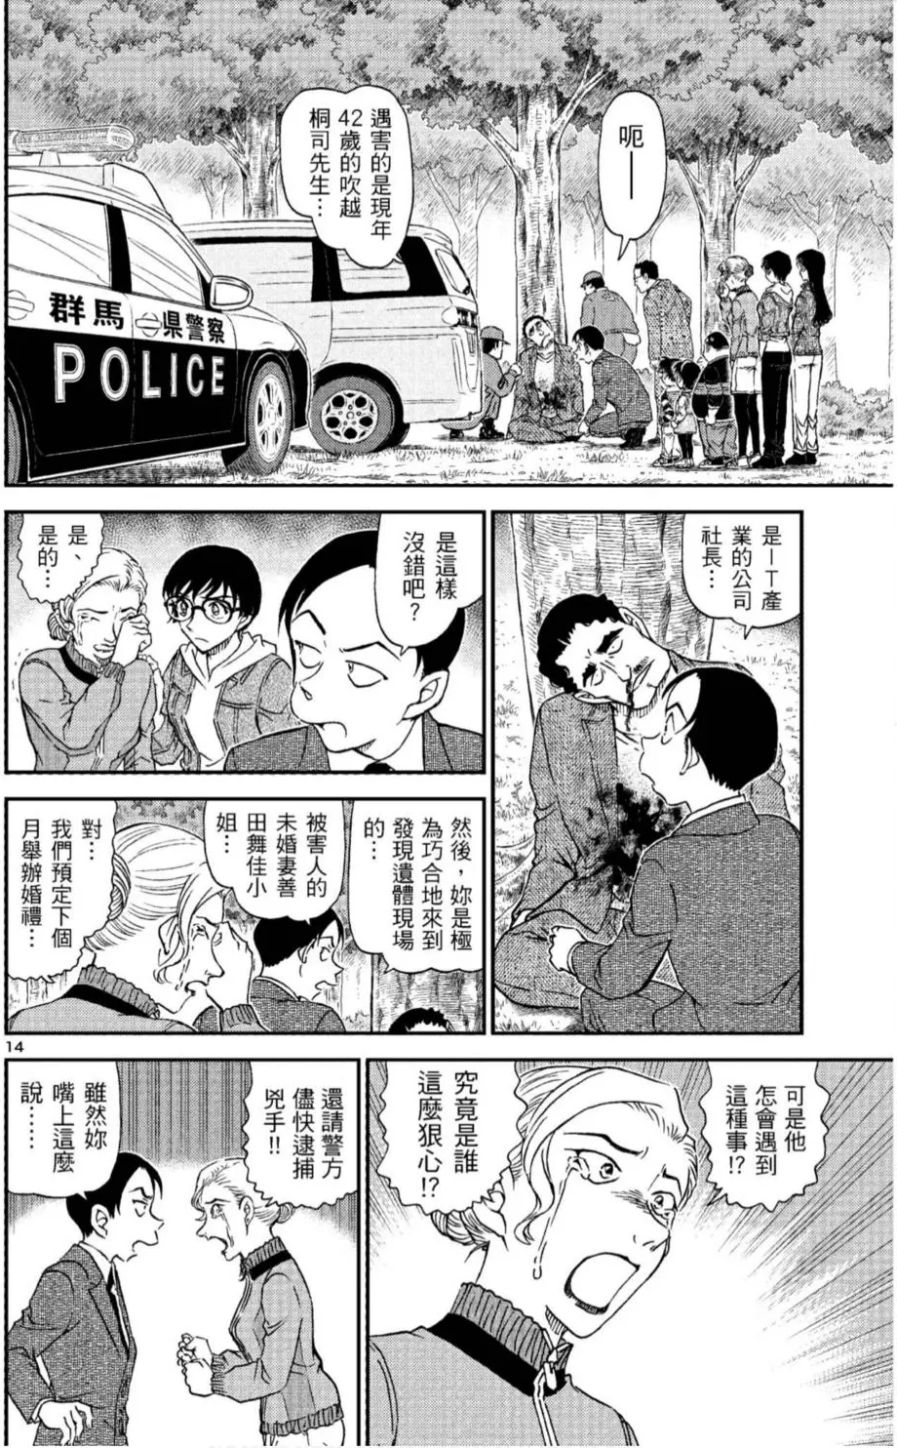 呃——
遇害的是現年
42歲的吹越
桐司先生…
群馬県警察
POLICE
是IT產
業的公司
社長…
是這樣
沒錯吧？
是、
是的…
然後，妳是極
為巧合地來到
發現遺體現場
的…
被害人的
未婚妻善
田舞佳小
姐…
對…
我們預定下個
月舉辦婚禮…
14
可是他
怎會遇到
這種事!?
究竟是誰
這麼狠心!?
還請警方
儘快逮捕
兇手!!
雖然妳
嘴上這麼
說……